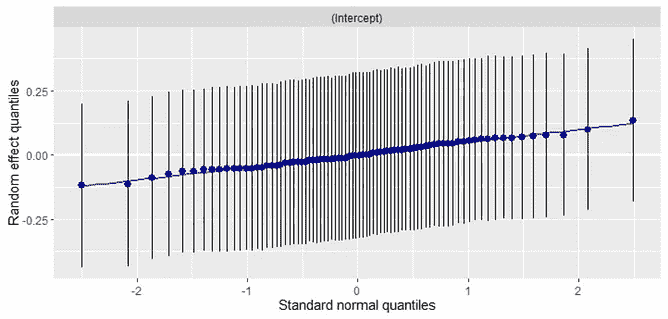 (Intercept)
Random effect quantiles
0.25
0.00
-0.25
-2
-1
0
1
2
Standard normal quantiles